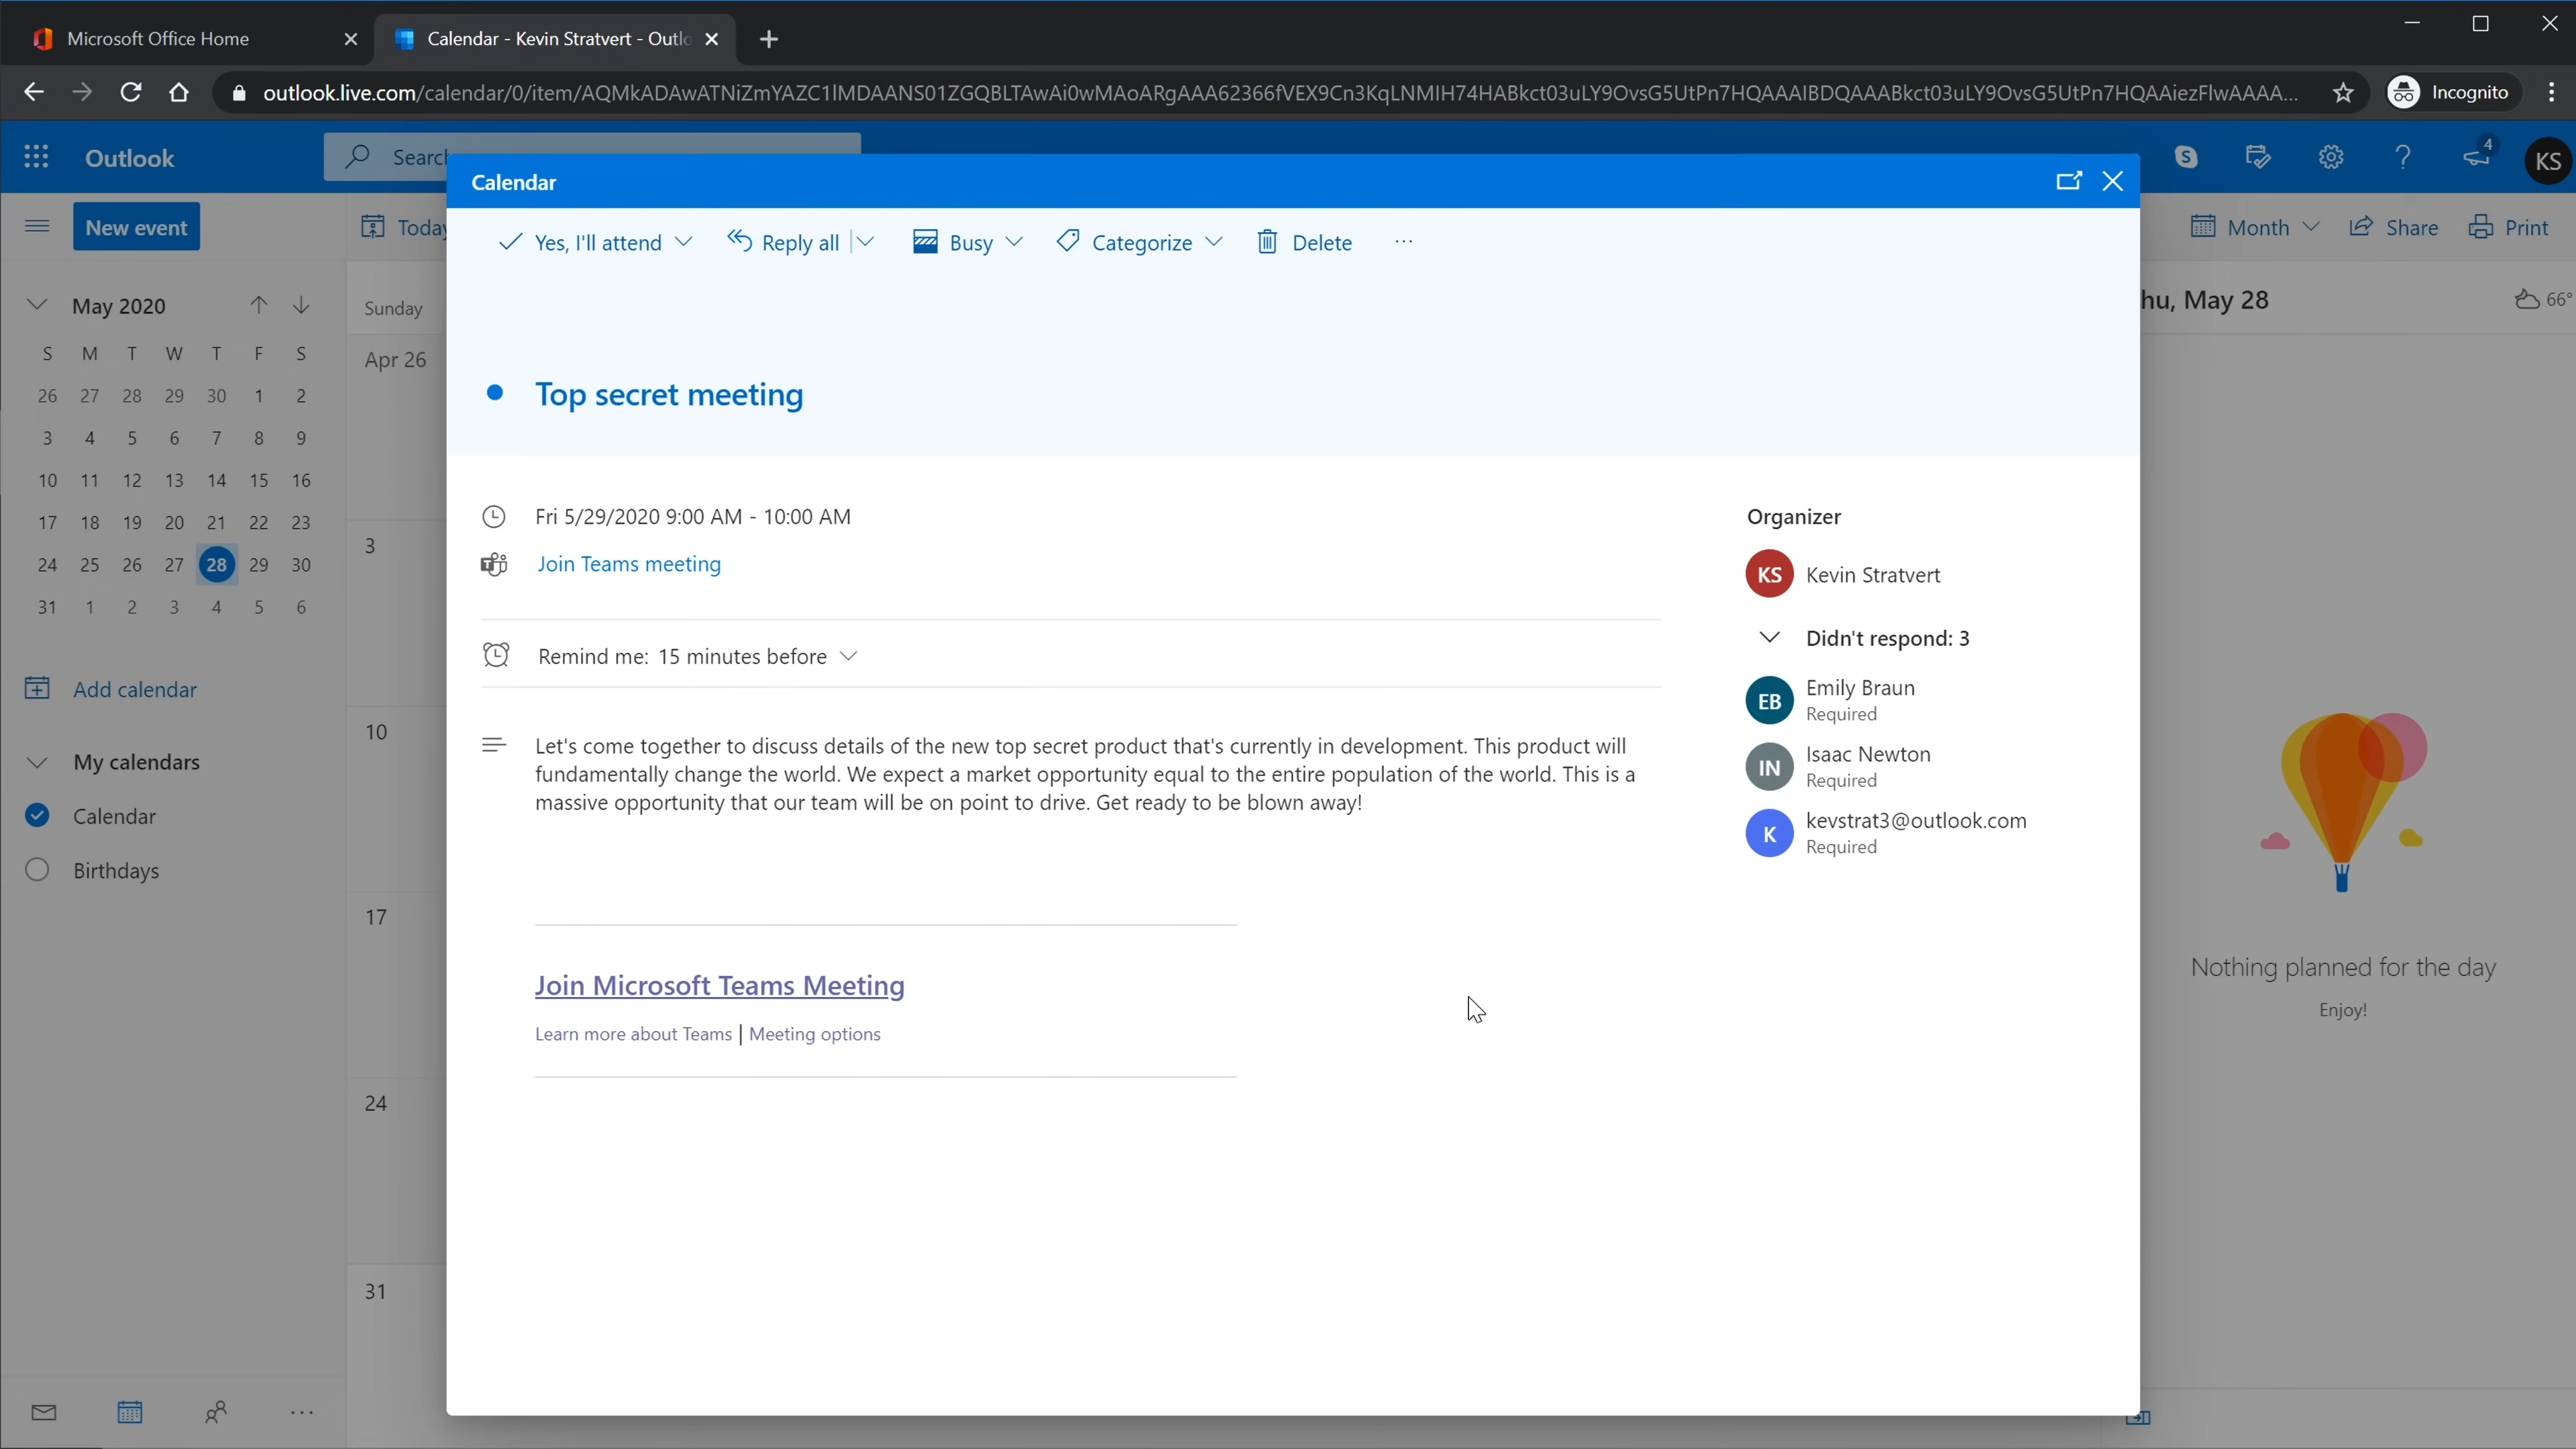 Microsoft Office Home
Calendar - Kevin Stratvert - Outlo
outlook.live.com/calendar/0/item/
Incognito
Outlook
Search
4
KS
Calendar
New event
Today
Month
Share
Print
Yes, I'll attend
Reply all
Busy
Categorize
Delete
May 2020
S M T W T F S
26 27 28 29 30 1 2
3 4 5 6 7 8 9
10 11 12 13 14 15 16
17 18 19 20 21 22 23
24 25 26 27 28 29 30
31 1 2 3 4 5 6
Add calendar
My calendars
Calendar
Birthdays
Sunday
Apr 26
3
10
17
24
31
Top secret meeting
Fri 5/29/2020 9:00 AM - 10:00 AM
Join Teams meeting
Remind me: 15 minutes before
Let's come together to discuss details of the new top secret product that's currently in development. This product will
fundamentally change the world. We expect a market opportunity equal to the entire population of the world. This is a
massive opportunity that our team will be on point to drive. Get ready to be blown away!
Join Microsoft Teams Meeting
Learn more about Teams | Meeting options
Organizer
KS Kevin Stratvert
Didn't respond: 3
EB Emily Braun
Required
IN Isaac Newton
Required
K kevstrat3@outlook.com
Required
hu, May 28
66°
Nothing planned for the day
Enjoy!